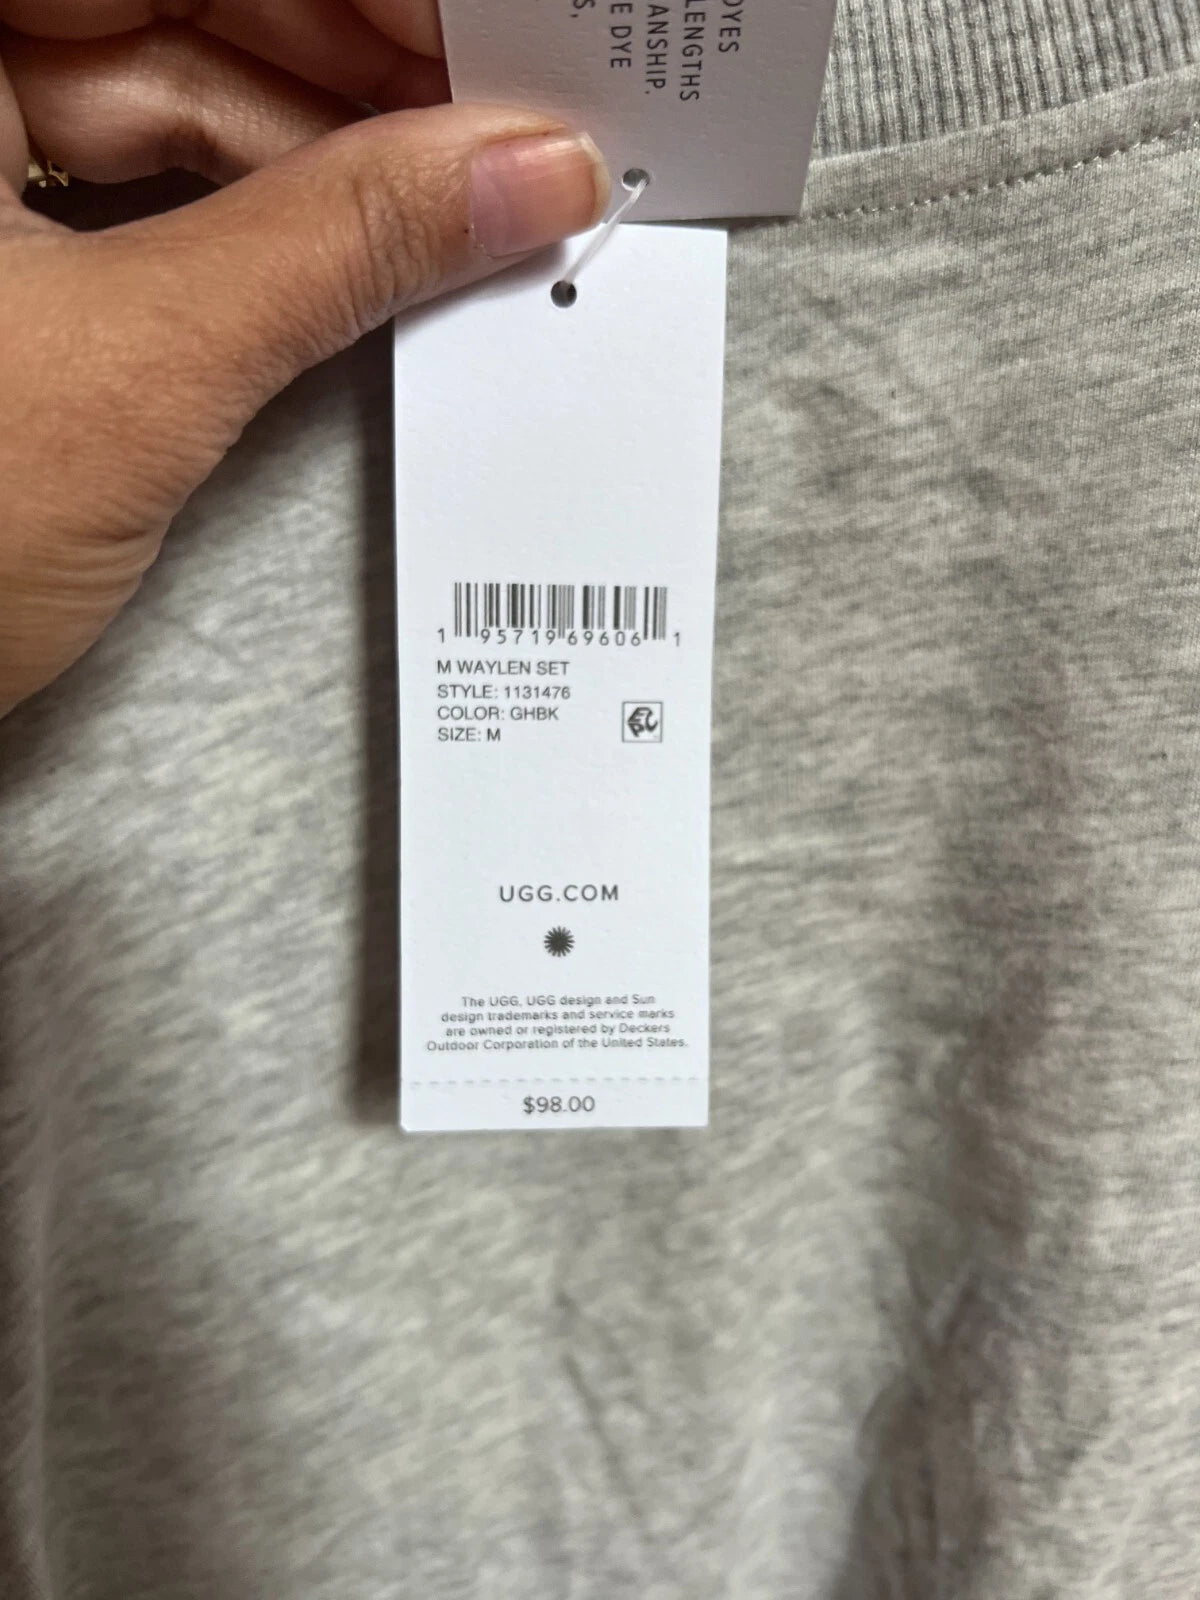 DYES
LENGTHS
ANSHIP.
E DYE
S,
1 95719 69606 1
M WAYLEN SET
STYLE: 1131476
COLOR: GHBK
SIZE: M
UGG.COM
The UGG, UGG design and Sun
design trademarks and service marks
are owned or registered by Deckers
Outdoor Corporation of the United States.
$98.00